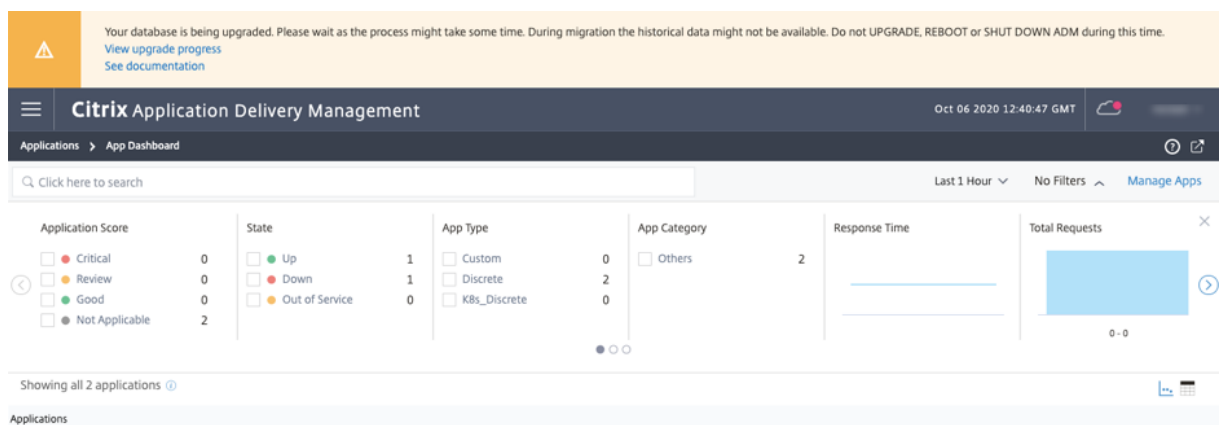 Your database is being upgraded. Please wait as the process might take some time. During migration the historical data might not be available. Do not UPGRADE, REBOOT or SHUT DOWN ADM during this time.
View upgrade progress
See documentation
Citrix Application Delivery Management
Oct 06 2020 12:40:47 GMT
Applications > App Dashboard
Click here to search
Last 1 Hour
No Filters
Manage Apps
Application Score
Critical 0
Review 0
Good 0
Not Applicable 2
State
Up 1
Down 1
Out of Service 0
App Type
Custom 0
Discrete 2
K8s_Discrete 0
App Category
Others 2
Response Time
Total Requests
0 - 0
Showing all 2 applications
Applications